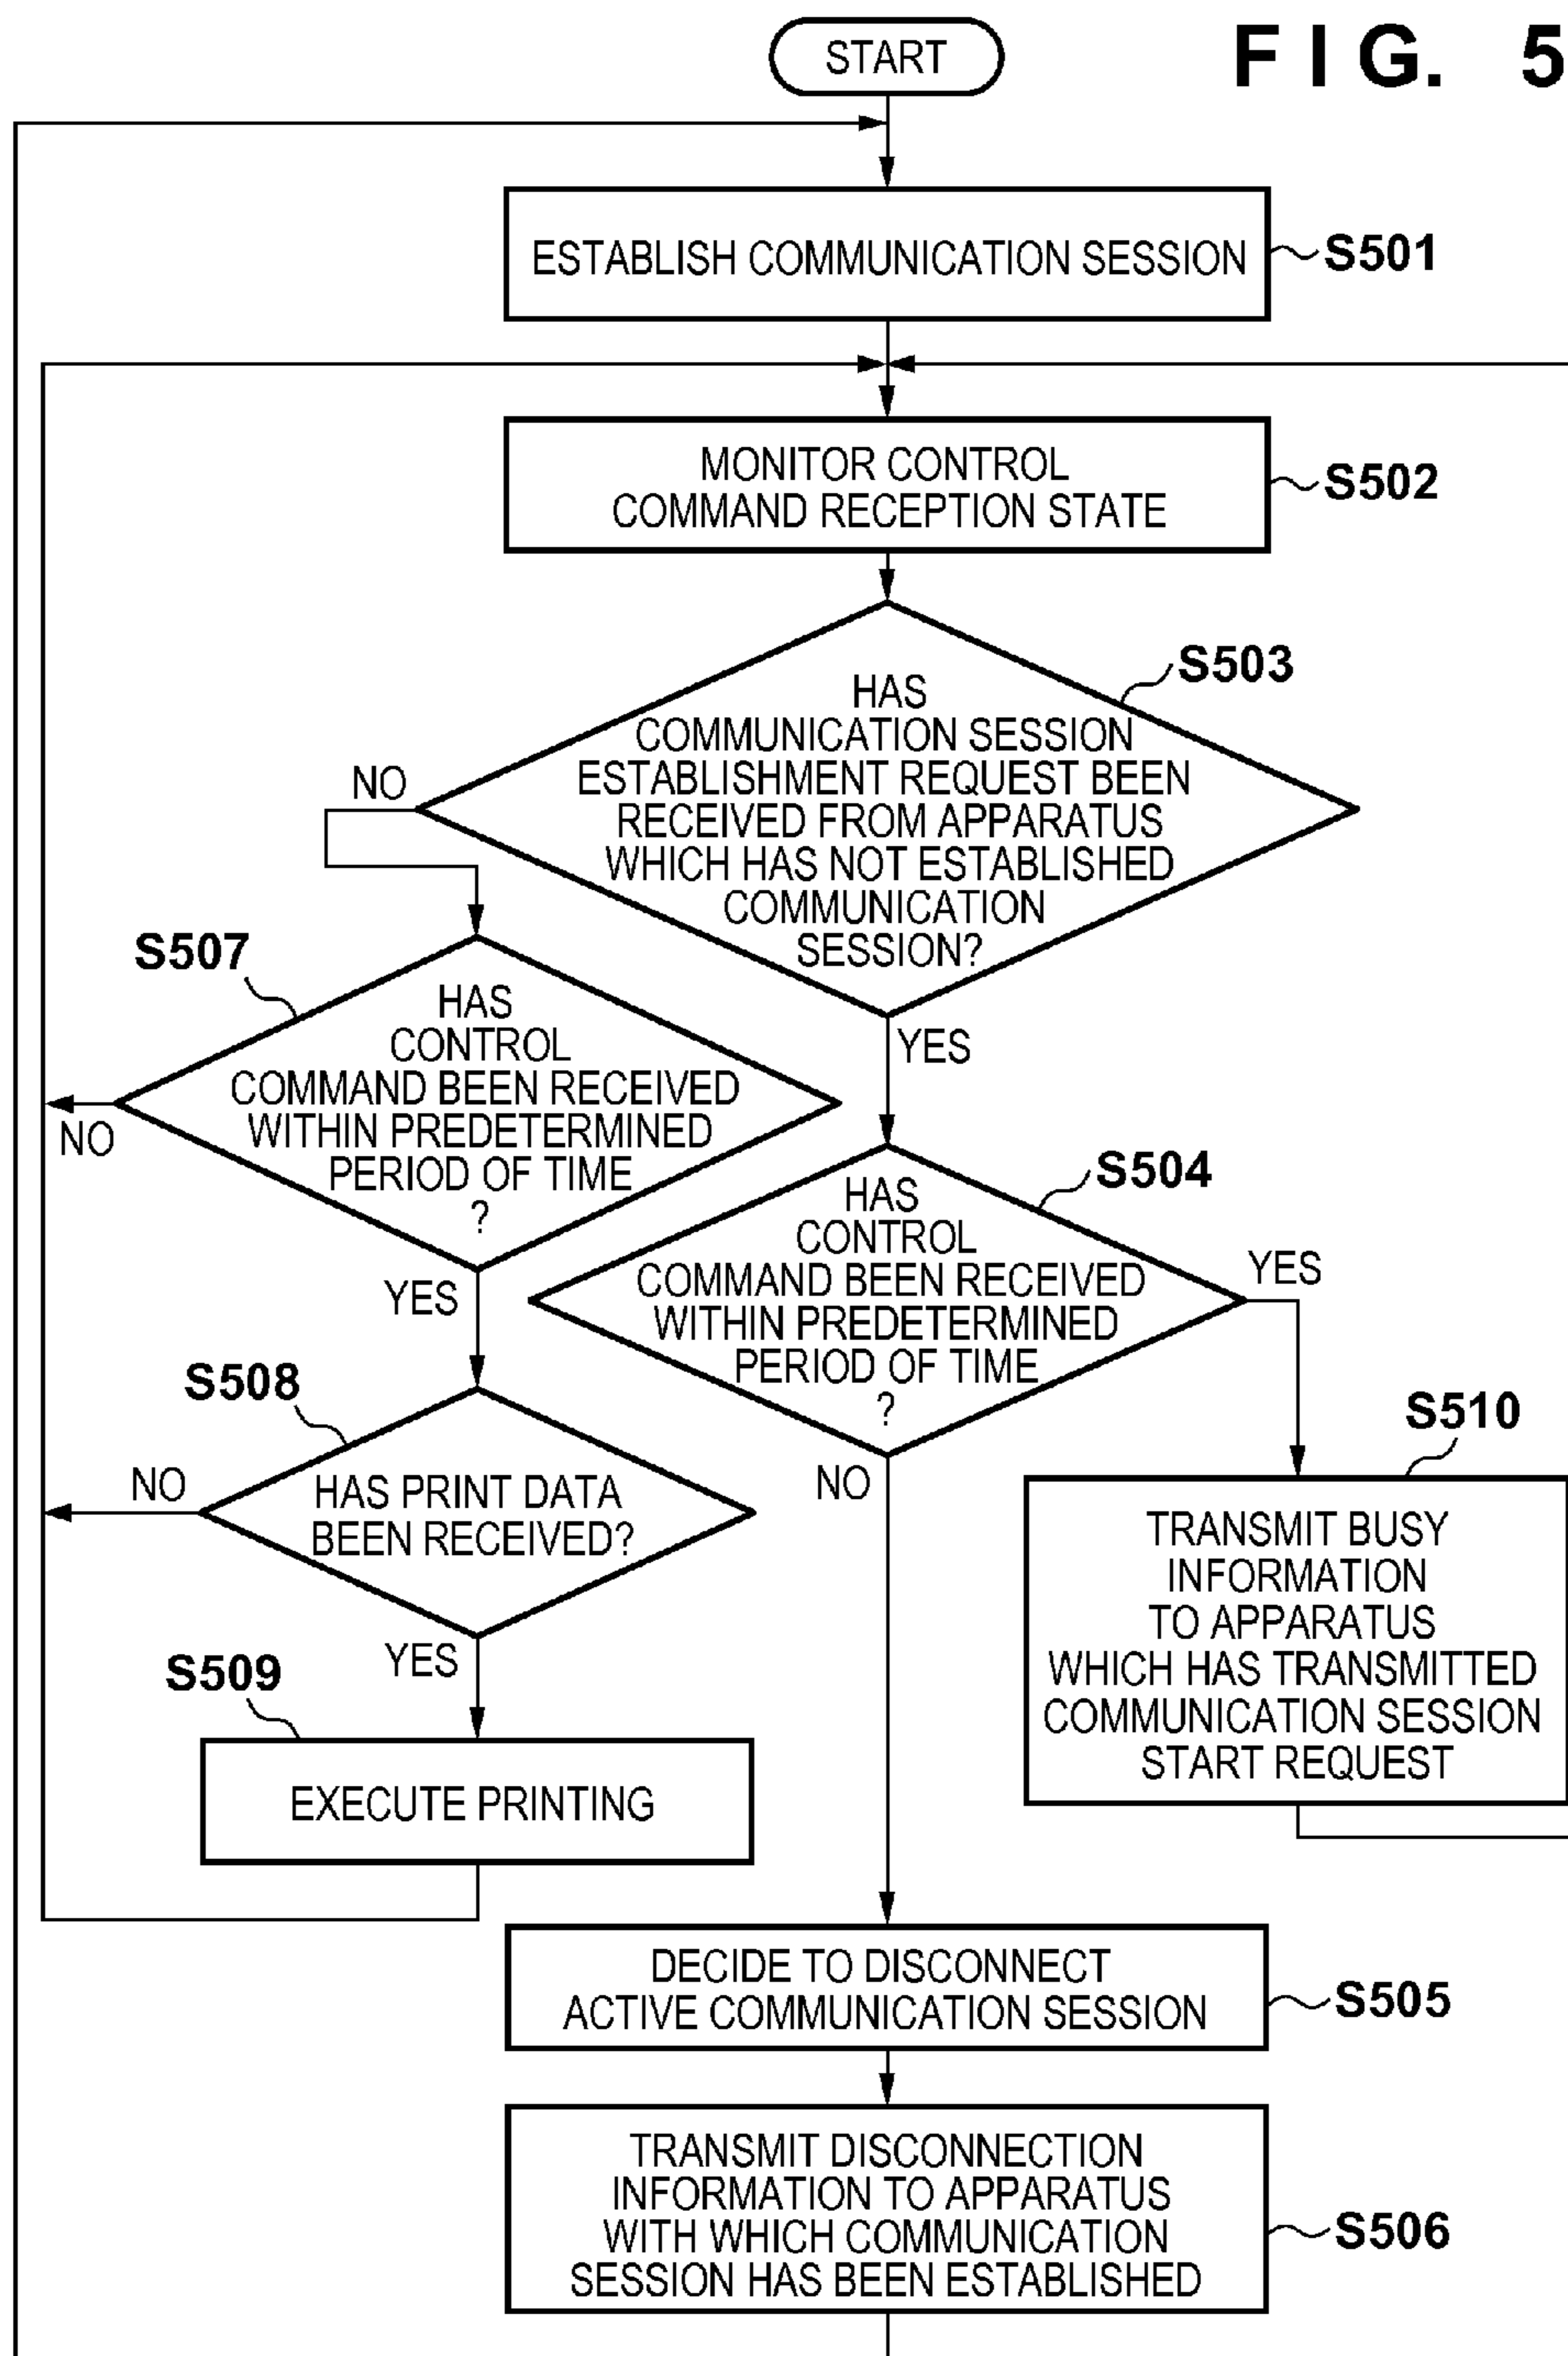 START
FIG. 5
ESTABLISH COMMUNICATION SESSION
S501
MONITOR CONTROL
COMMAND RECEPTION STATE
S502
S503
HAS
COMMUNICATION SESSION
ESTABLISHMENT REQUEST BEEN
RECEIVED FROM APPARATUS
WHICH HAS NOT ESTABLISHED
COMMUNICATION
SESSION?
NO
YES
S507
HAS
CONTROL
COMMAND BEEN RECEIVED
WITHIN PREDETERMINED
PERIOD OF TIME
?
NO
YES
S504
HAS
CONTROL
COMMAND BEEN RECEIVED
WITHIN PREDETERMINED
PERIOD OF TIME
?
YES
NO
S508
HAS PRINT DATA
BEEN RECEIVED?
NO
YES
S510
TRANSMIT BUSY
INFORMATION
TO APPARATUS
WHICH HAS TRANSMITTED
COMMUNICATION SESSION
START REQUEST
S509
EXECUTE PRINTING
DECIDE TO DISCONNECT
ACTIVE COMMUNICATION SESSION
S505
TRANSMIT DISCONNECTION
INFORMATION TO APPARATUS
WITH WHICH COMMUNICATION
SESSION HAS BEEN ESTABLISHED
S506